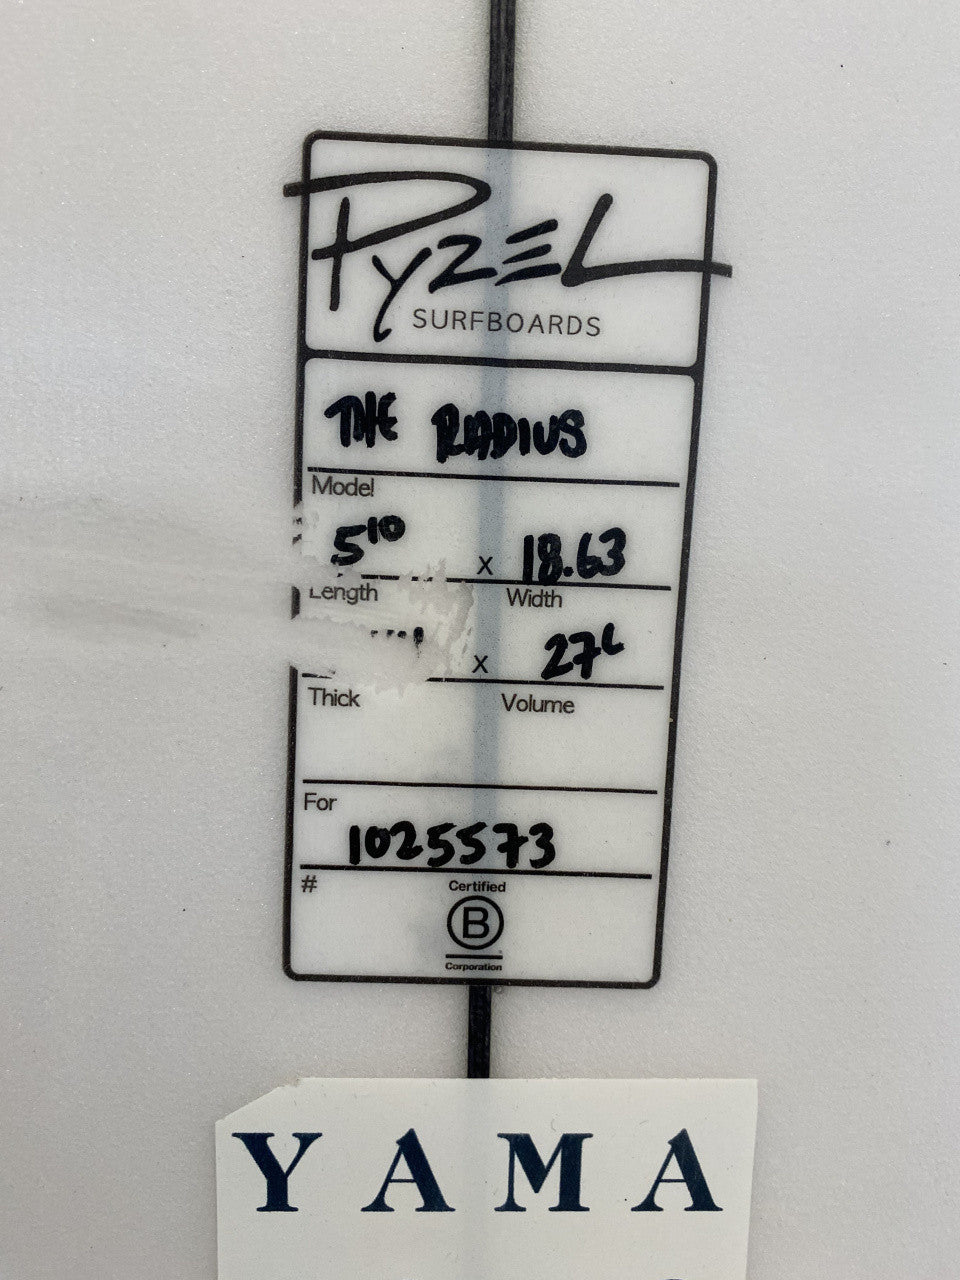 PYZEL
SURFBOARDS
THE RADIUS
Model
5'10 x 18.63
Length Width
x 27L
Thick Volume
For
1025573
#
Certified
B
Corporation
YAMA